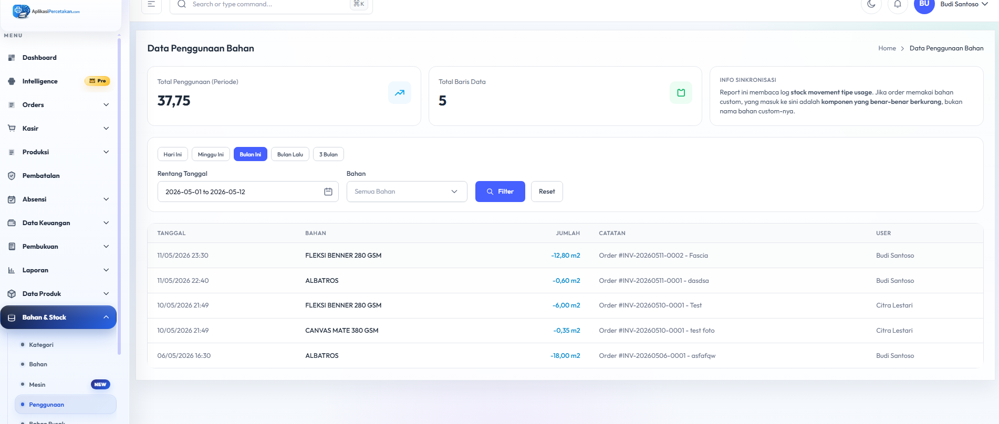 AplikasiPercetakan.com
Search or type command...
⌘K
BU
Budi Santoso
MENU
Dashboard
Intelligence
Pro
Orders
Kasir
Produksi
Pembatalan
Absensi
Data Keuangan
Pembukuan
Laporan
Data Produk
Bahan & Stock
Kategori
Bahan
Mesin
NEW
Penggunaan
Bahan Rusak
Data Penggunaan Bahan
Home > Data Penggunaan Bahan
Total Penggunaan (Periode)
37,75
Total Baris Data
5
INFO SINKRONISASI
Report ini membaca log stock movement tipe usage. Jika order memakai bahan
custom, yang masuk ke sini adalah komponen yang benar-benar berkurang, bukan
nama bahan custom-nya.
Hari Ini
Minggu Ini
Bulan Ini
Bulan Lalu
3 Bulan
Rentang Tanggal
Bahan
2026-05-01 to 2026-05-12
Semua Bahan
Filter
Reset
TANGGAL BAHAN JUMLAH CATATAN USER
11/05/2026 23:30 FLEKSI BENNER 280 GSM -12,80 m2 Order #INV-20260511-0002 - Fascia Budi Santoso
11/05/2026 22:40 ALBATROS -0,60 m2 Order #INV-20260511-0001 - dasdsa Budi Santoso
10/05/2026 21:49 FLEKSI BENNER 280 GSM -6,00 m2 Order #INV-20260510-0001 - Test Citra Lestari
10/05/2026 21:49 CANVAS MATE 380 GSM -0,35 m2 Order #INV-20260510-0001 - test foto Citra Lestari
06/05/2026 16:30 ALBATROS -18,00 m2 Order #INV-20260506-0001 - asfafqw Budi Santoso